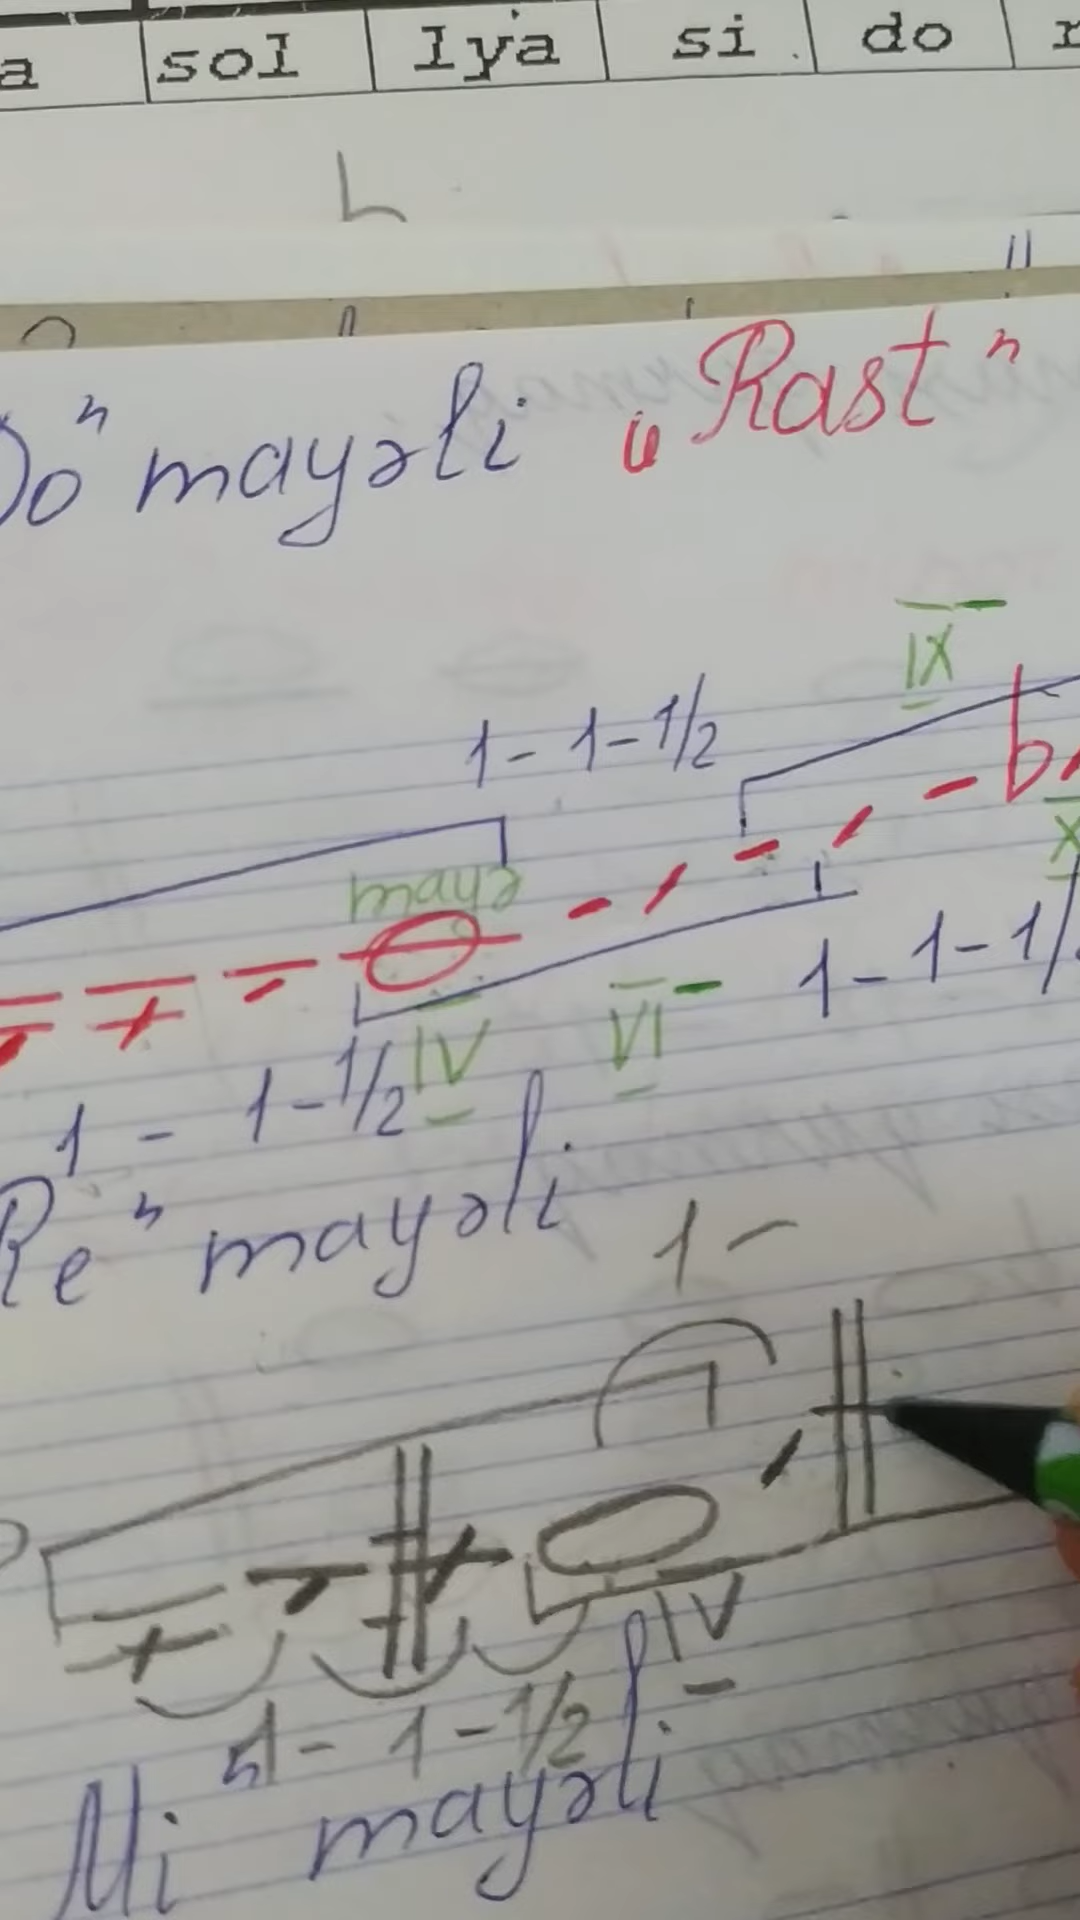 a sol lya si do
Do" mayəli „Rast"
IX
1 - 1 - 1/2
b
mayə
X
IV VI 1 - 1 - 1/
1 - 1 - 1/2
Re" mayəli
1 -
IV
1 - 1 - 1/2
Mi" mayəli